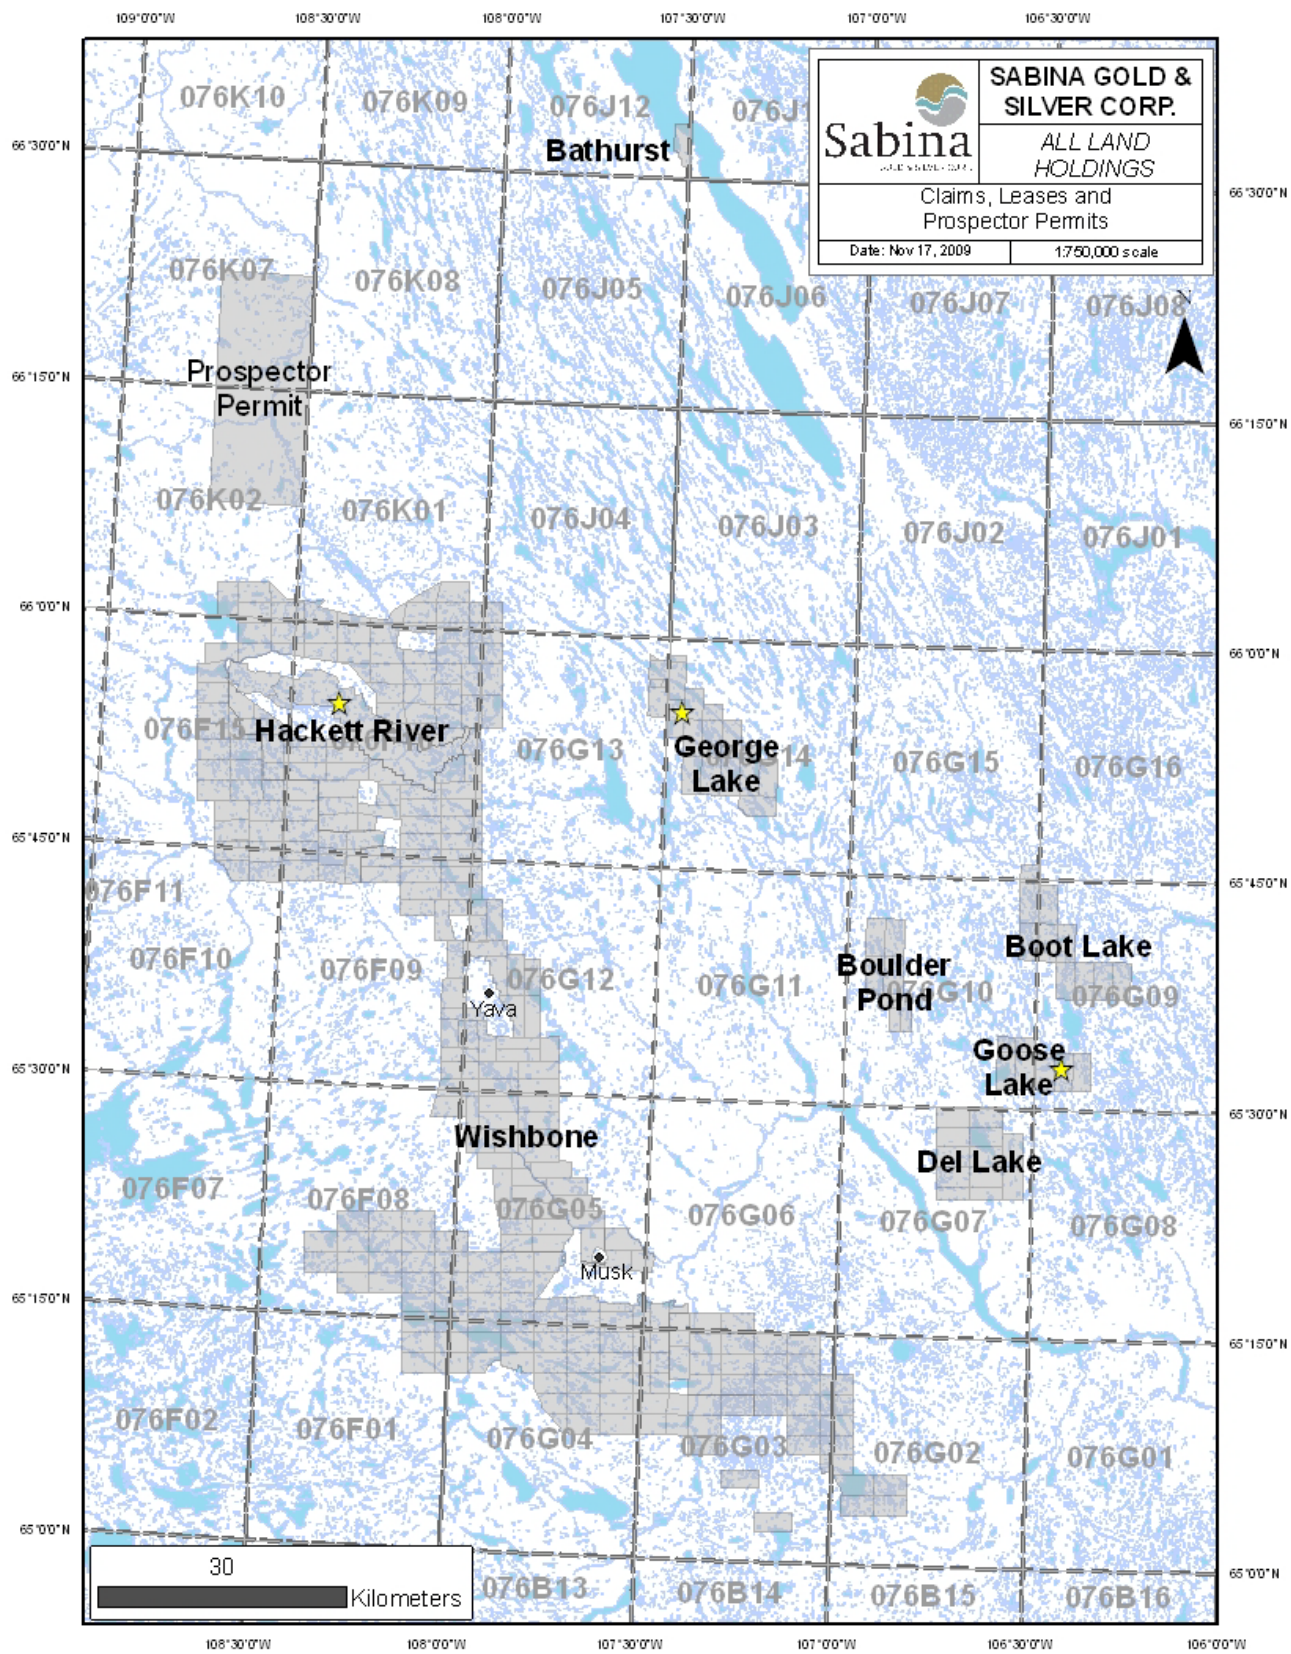 109°0'0"W
108°30'0"W
108°0'0"W
107°30'0"W
107°0'0"W
106°30'0"W
SABINA GOLD &
SILVER CORP.
Sabina
ALL LAND
HOLDINGS
Claims, Leases and
Prospector Permits
Date: Nov 17, 2009
1:750,000 scale
N
076K10
076K09
076J12
076J1
66°30'0"N
Bathurst
66°30'0"N
076K07
076K08
076J05
076J06
076J07
076J08
Prospector
Permit
66°15'0"N
66°15'0"N
076K02
076K01
076J04
076J03
076J02
076J01
66°0'0"N
66°0'0"N
076F15
Hackett River
076G13
George
Lake
14
076G15
076G16
65°45'0"N
65°45'0"N
076F11
076F10
076F09
076G12
076G11
Boulder
Pond
G10
Boot Lake
076G09
Yava
Goose
Lake
65°30'0"N
65°30'0"N
Wishbone
Del Lake
076F07
076F08
076G05
076G06
076G07
076G08
Musk
65°15'0"N
65°15'0"N
076F02
076F01
076G04
076G03
076G02
076G01
65°0'0"N
65°0'0"N
30
Kilometers
076B13
076B14
076B15
076B16
108°30'0"W
108°0'0"W
107°30'0"W
107°0'0"W
106°30'0"W
106°0'0"W